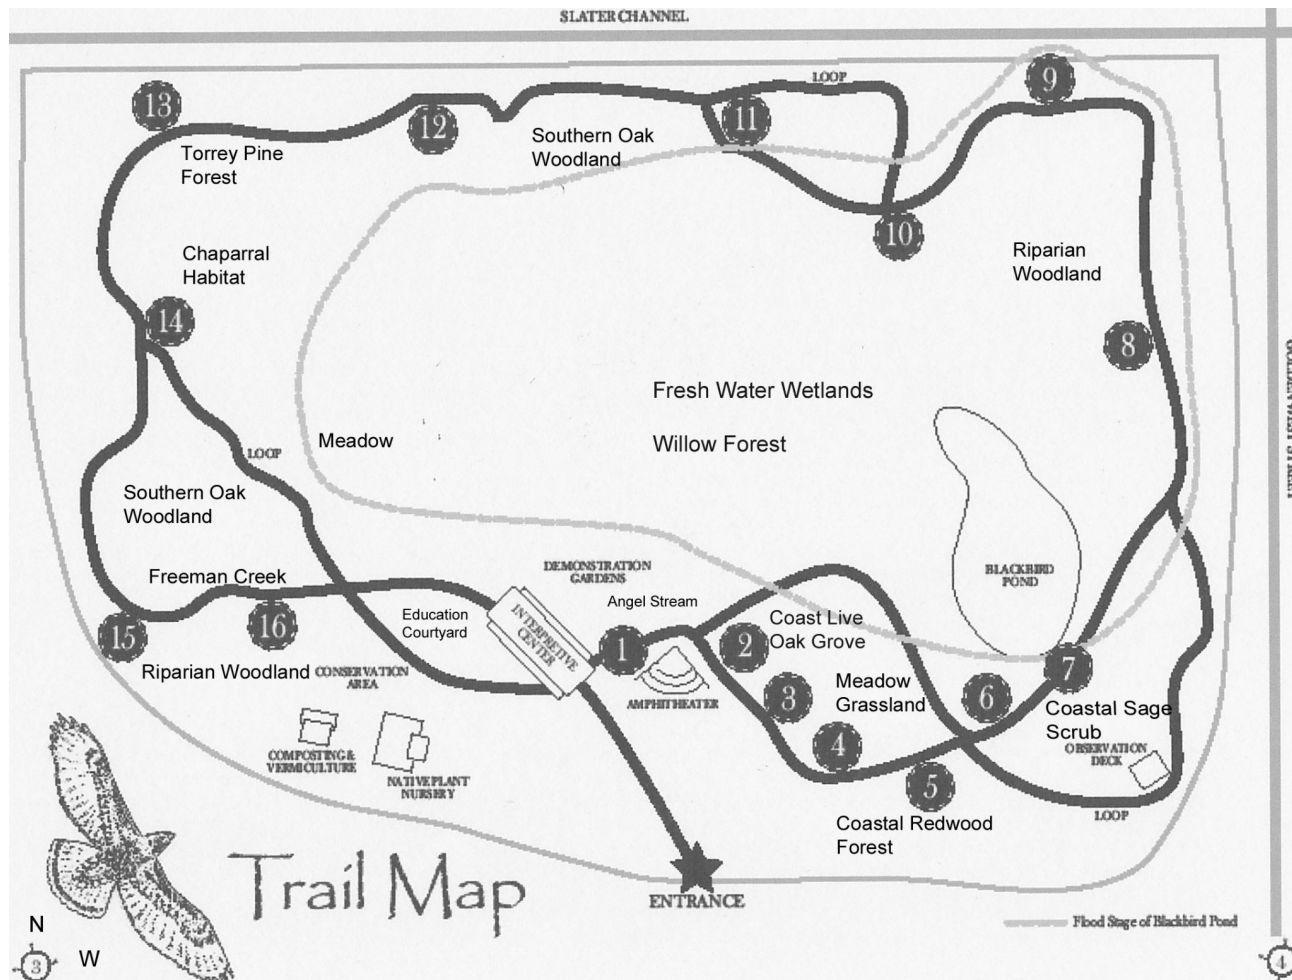 SLATER CHANNEL
LOOP
9
13
12
11
Southern Oak
Woodland
Torrey Pine
Forest
10
Chaparral
Habitat
Riparian
Woodland
14
8
Fresh Water Wetlands
Willow Forest
Meadow
LOOP
Southern Oak
Woodland
Freeman Creek
DEMONSTRATION
GARDENS
BLACKBIRD
POND
Angel Stream
Education
Courtyard
INTERPRETIVE
CENTER
15
16
1
2
Coast Live
Oak Grove
Riparian Woodland
CONSERVATION
AREA
AMPHITHEATER
3
Meadow
Grassland
6
7
Coastal Sage
Scrub
4
OBSERVATION
DECK
COMPOSTING &
VERMICULTURE
NATIVE PLANT
NURSERY
5
LOOP
Coastal Redwood
Forest
Trail Map
ENTRANCE
Flood Stage of Blackbird Pond
N
W
3
4